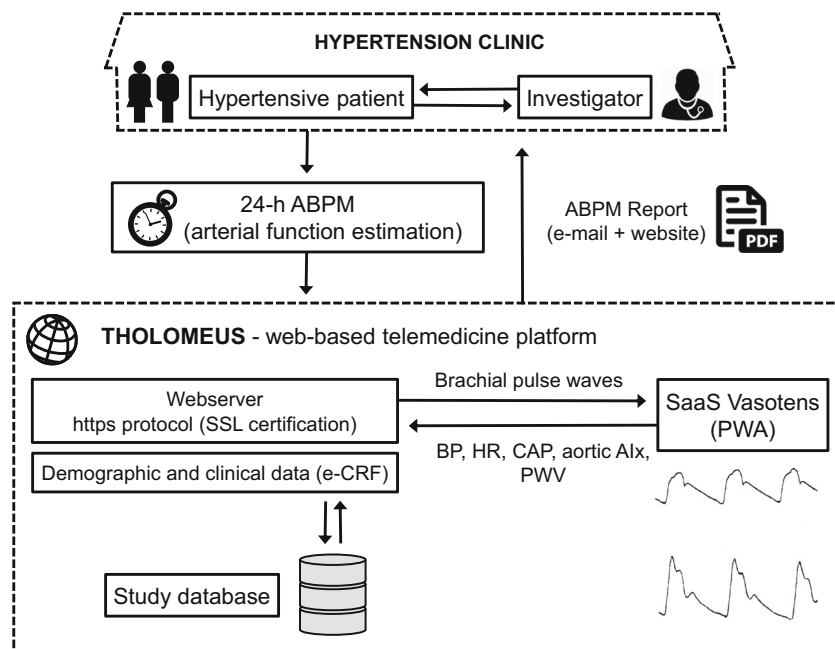 HYPERTENSION CLINIC
Hypertensive patient
Investigator
24-h ABPM
(arterial function estimation)
ABPM Report
(e-mail + website)
PDF
THOLOMEUS - web-based telemedicine platform
Webserver
https protocol (SSL certification)
Brachial pulse waves
SaaS Vasotens
(PWA)
BP, HR, CAP, aortic AIx,
PWV
Demographic and clinical data (e-CRF)
Study database